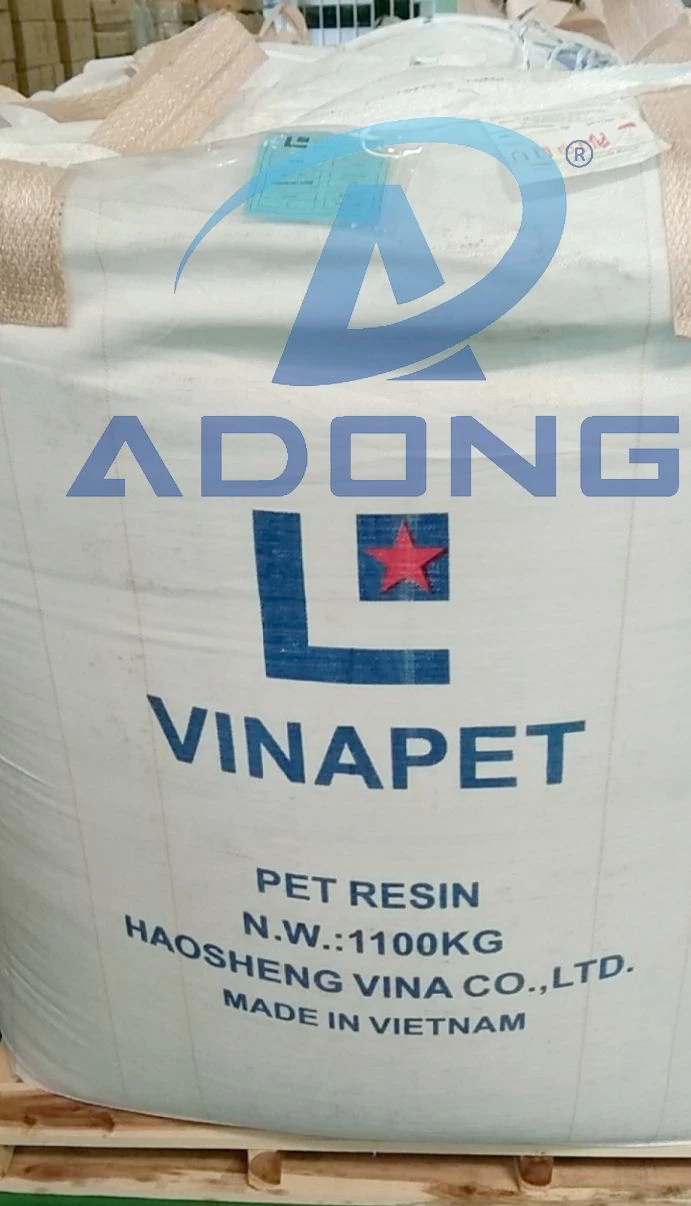 ®
ADONG
VINAPET
PET RESIN
N.W.:1100KG
HAOSHENG VINA CO.,LTD.
MADE IN VIETNAM